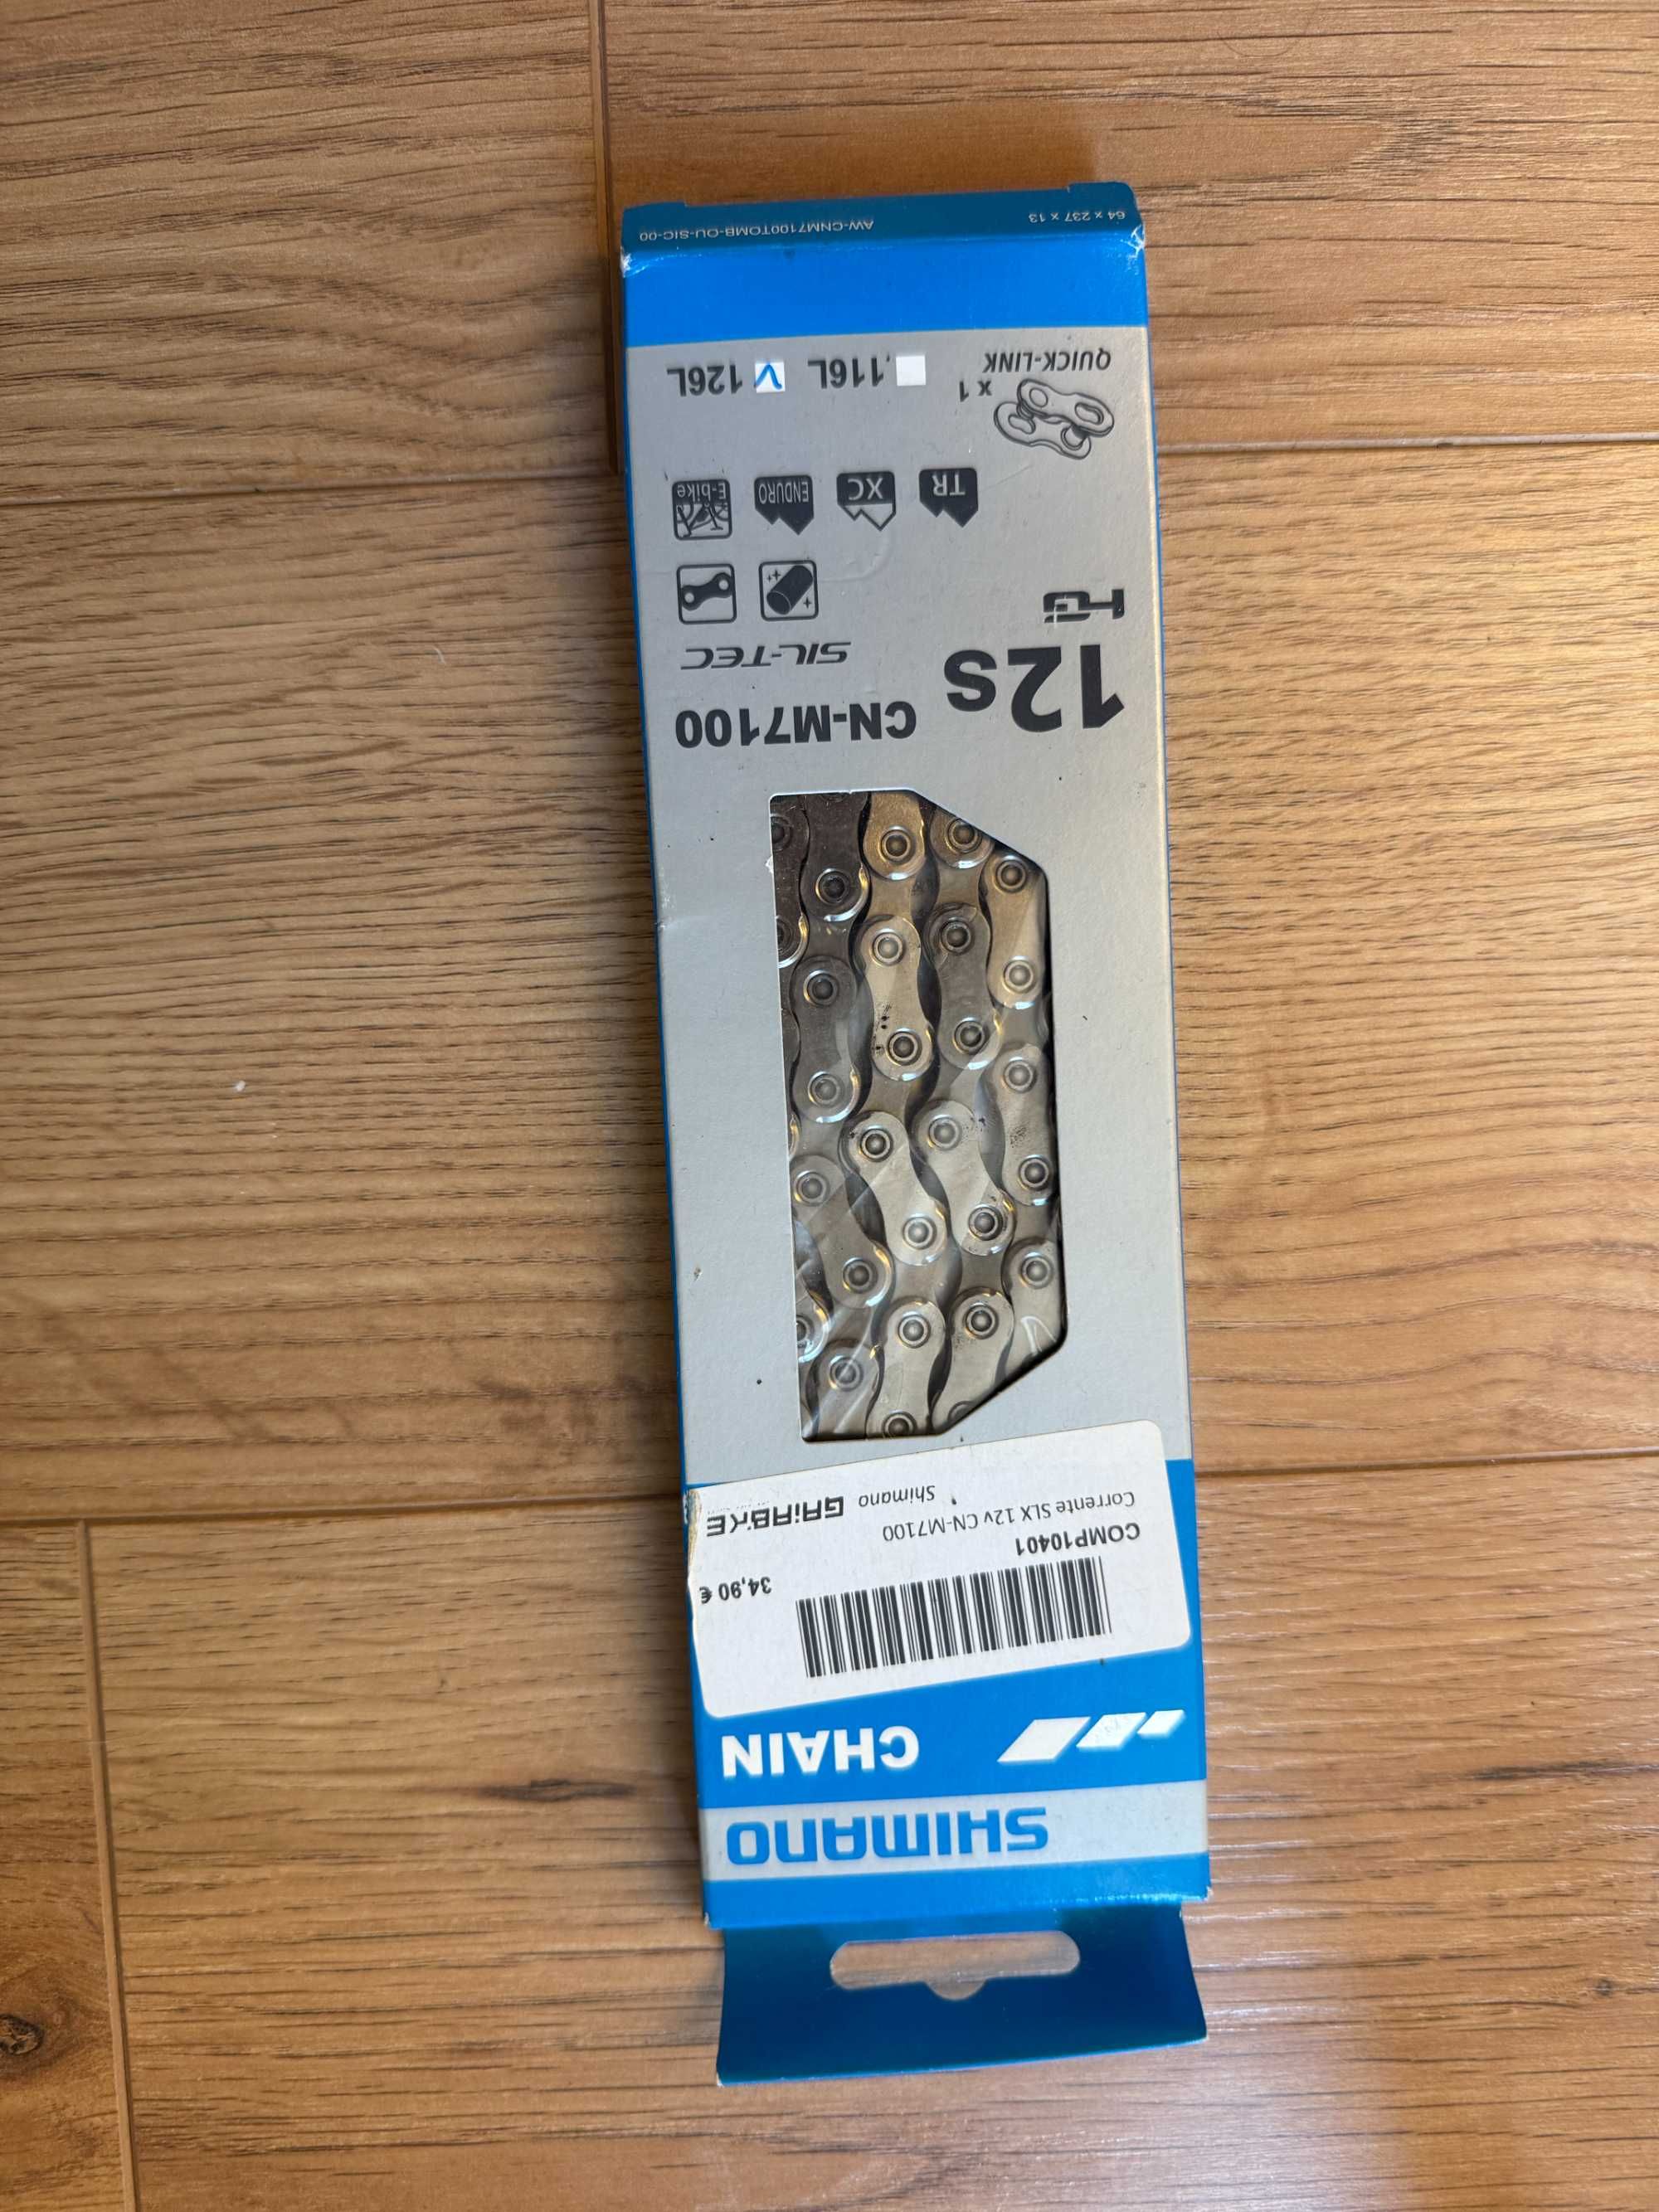 SHIMANO
CHAIN
COMP10401
34,90 €
Corrente SLX 12v CN-M7100
Shimano
GAiABiKE
12s
CN-M7100
HG
SIL-TEC
TR
XC
ENDURO
E-bike
x 1
QUICK-LINK
116L
126L
64 x 237 x 13
AW-CNM7100TOMB-OU-SIC-00